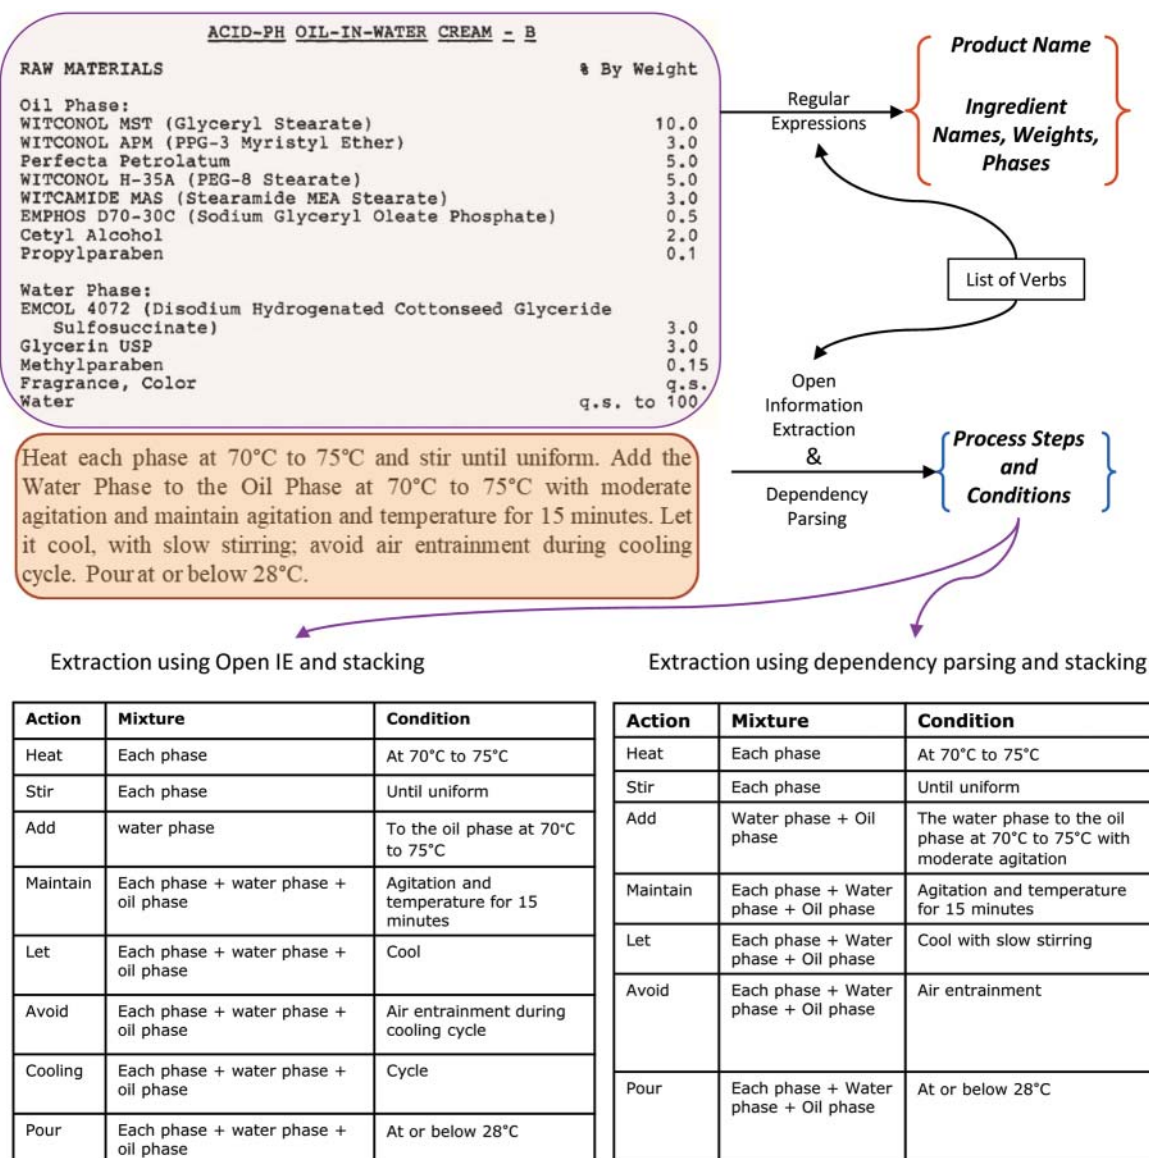 ACID-PH OIL-IN-WATER CREAM - B
RAW MATERIALS % By Weight
Oil Phase:
WITCONOL MST (Glyceryl Stearate) 10.0
WITCONOL APM (PPG-3 Myristyl Ether) 3.0
Perfecta Petrolatum 5.0
WITCONOL H-35A (PEG-8 Stearate) 5.0
WITCAMIDE MAS (Stearamide MEA Stearate) 3.0
EMPHOS D70-30C (Sodium Glyceryl Oleate Phosphate) 0.5
Cetyl Alcohol 2.0
Propylparaben 0.1
Water Phase:
EMCOL 4072 (Disodium Hydrogenated Cottonseed Glyceride
Sulfosuccinate) 3.0
Glycerin USP 3.0
Methylparaben 0.15
Fragrance, Color q.s.
Water q.s. to 100
Regular
Expressions
Product Name
Ingredient
Names, Weights,
Phases
List of Verbs
Heat each phase at 70°C to 75°C and stir until uniform. Add the
Water Phase to the Oil Phase at 70°C to 75°C with moderate
agitation and maintain agitation and temperature for 15 minutes. Let
it cool, with slow stirring; avoid air entrainment during cooling
cycle. Pour at or below 28°C.
Open
Information
Extraction
&
Dependency
Parsing
Process Steps
and
Conditions
Extraction using Open IE and stacking
Action Mixture Condition
Heat Each phase At 70°C to 75°C
Stir Each phase Until uniform
Add water phase To the oil phase at 70°C
to 75°C
Maintain Each phase + water phase + Agitation and
oil phase temperature for 15
minutes
Let Each phase + water phase + Cool
oil phase
Avoid Each phase + water phase + Air entrainment during
oil phase cooling cycle
Cooling Each phase + water phase + Cycle
oil phase
Pour Each phase + water phase + At or below 28°C
oil phase
Extraction using dependency parsing and stacking
Action Mixture Condition
Heat Each phase At 70°C to 75°C
Stir Each phase Until uniform
Add Water phase + Oil The water phase to the oil
phase phase at 70°C to 75°C with
moderate agitation
Maintain Each phase + Water Agitation and temperature
phase + Oil phase for 15 minutes
Let Each phase + Water Cool with slow stirring
phase + Oil phase
Avoid Each phase + Water Air entrainment
phase + Oil phase
Pour Each phase + Water At or below 28°C
phase + Oil phase